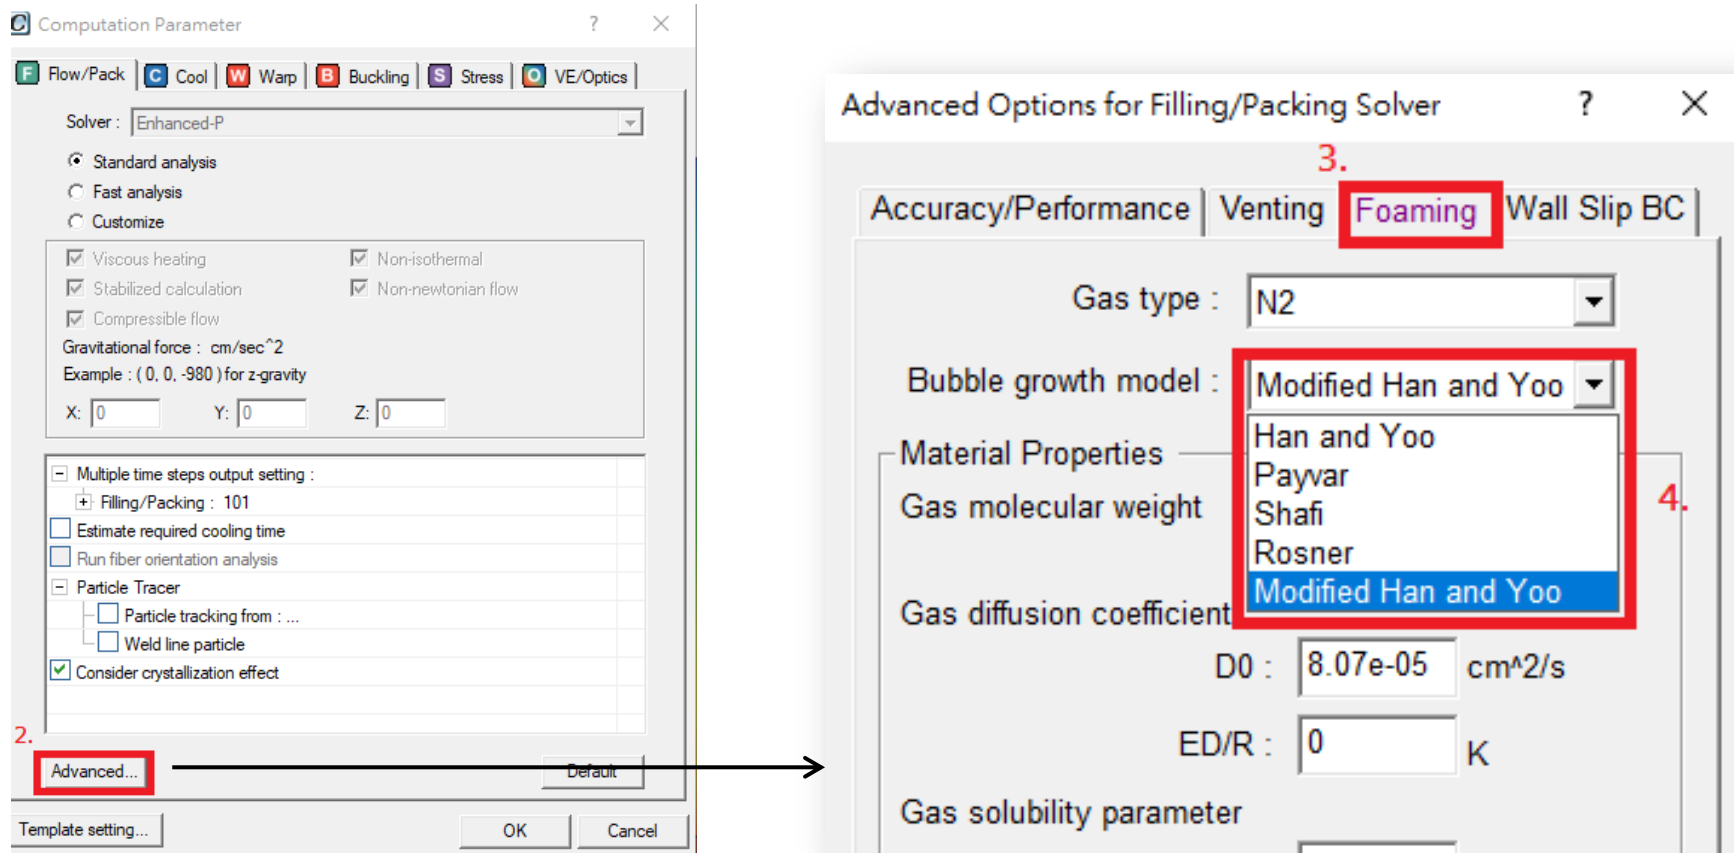 Computation Parameter ?
F Flow/Pack C Cool W Warp B Buckling S Stress O VE/Optics
Solver : Enhanced-P
Standard analysis
Fast analysis
Customize
Viscous heating Non-isothermal
Stabilized calculation Non-newtonian flow
Compressible flow
Gravitational force : cm/sec^2
Example : ( 0, 0, -980 ) for z-gravity
X: 0 Y: 0 Z: 0
Multiple time steps output setting :
Filling/Packing : 101
Estimate required cooling time
Run fiber orientation analysis
Particle Tracer
Particle tracking from : ...
Weld line particle
Consider crystallization effect
2.
Advanced... Default
Template setting... OK Cancel
Advanced Options for Filling/Packing Solver ?
3.
Accuracy/Performance Venting Foaming Wall Slip BC
Gas type : N2
Bubble growth model : Modified Han and Yoo
Han and Yoo
Payvar
Shafi
Rosner
Modified Han and Yoo
4.
Material Properties
Gas molecular weight
Gas diffusion coefficient
D0 : 8.07e-05 cm^2/s
ED/R : 0 K
Gas solubility parameter